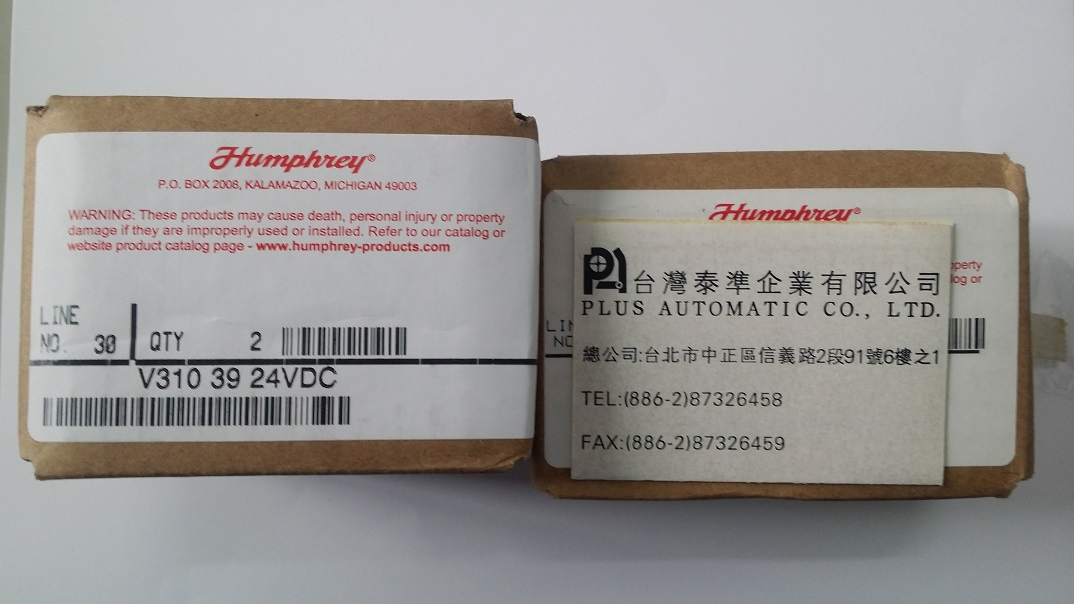 Humphrey®
P.O. BOX 2008, KALAMAZOO, MICHIGAN 49003
WARNING: These products may cause death, personal injury or property
damage if they are improperly used or installed. Refer to our catalog or
website product catalog page - www.humphrey-products.com
LINE
NO. 30
QTY 2
V310 39 24VDC
Humphrey®
台灣泰準企業有限公司
PLUS AUTOMATIC CO., LTD.
總公司:台北市中正區信義路2段91號6樓之1
TEL:(886-2)87326458
FAX:(886-2)87326459